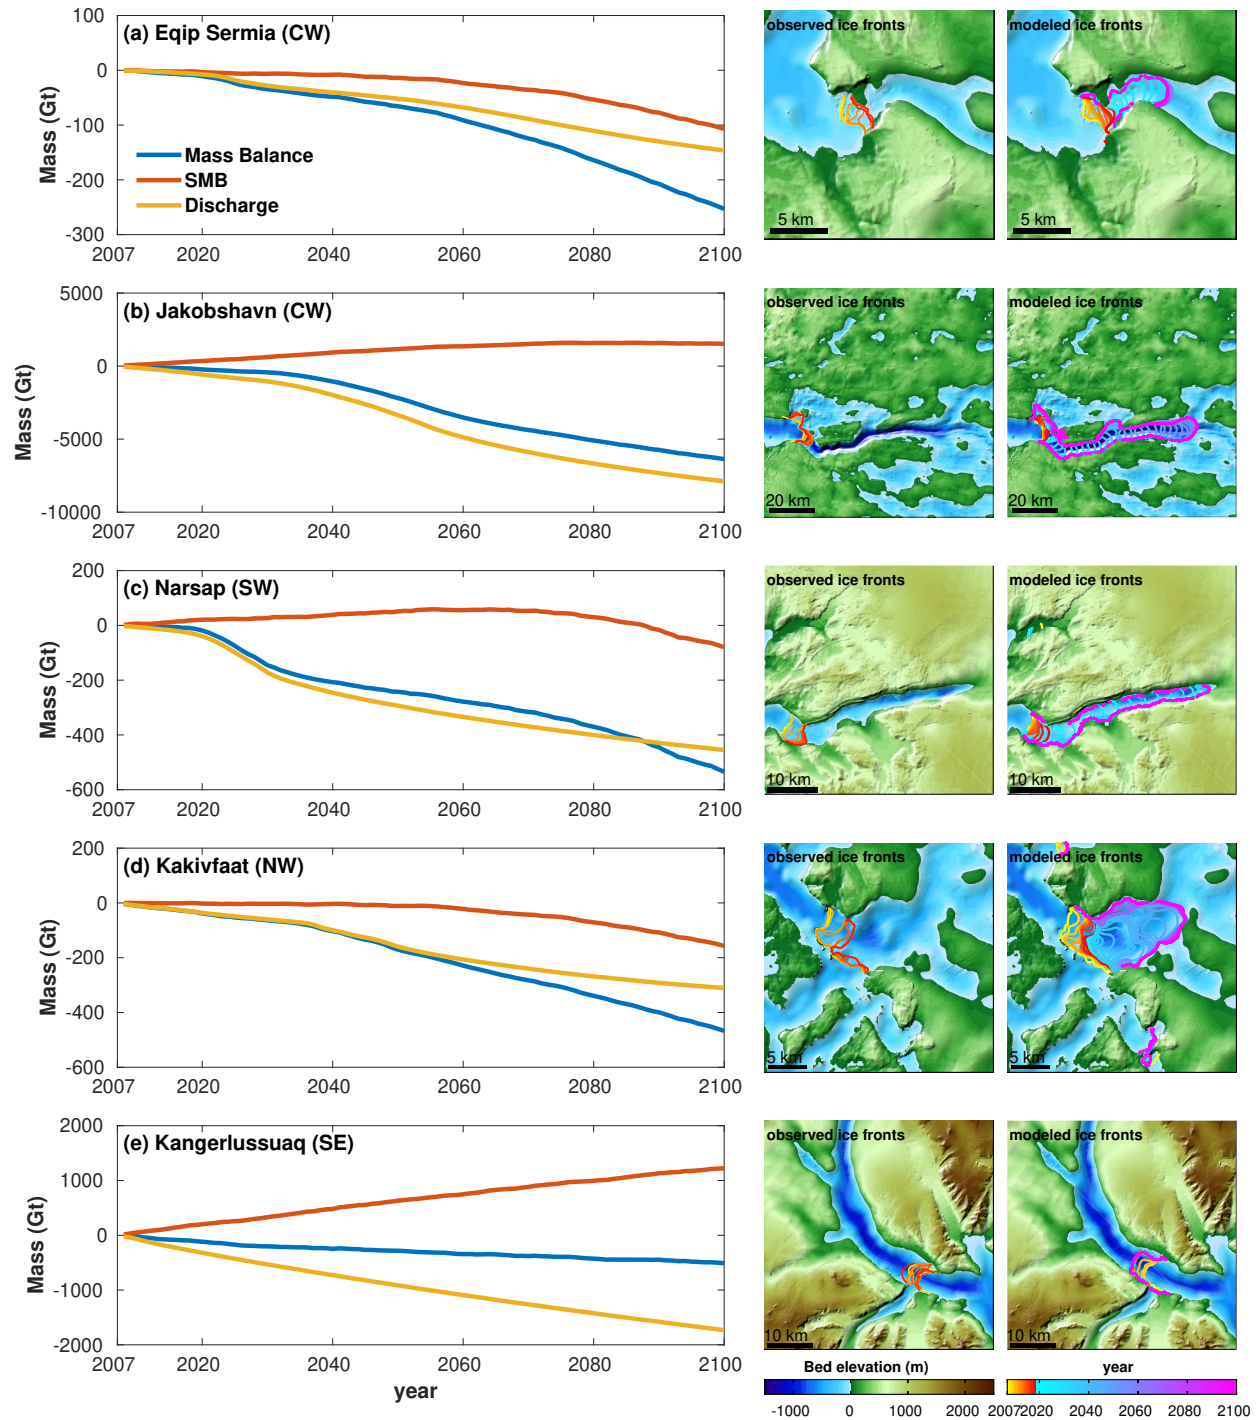 100
(a) Eqip Sermia (CW)
0
-100
Mass Balance
SMB
-200
Discharge
-300
Mass (Gt)
2007 2020 2040 2060 2080 2100
observed ice fronts
5 km
modeled ice fronts
5 km
5000
(b) Jakobshavn (CW)
0
-5000
-10000
Mass (Gt)
2007 2020 2040 2060 2080 2100
observed ice fronts
20 km
modeled ice fronts
20 km
200
(c) Narsap (SW)
0
-200
-400
-600
Mass (Gt)
2007 2020 2040 2060 2080 2100
observed ice fronts
10 km
modeled ice fronts
10 km
200
(d) Kakivfaat (NW)
0
-200
-400
-600
Mass (Gt)
2007 2020 2040 2060 2080 2100
observed ice fronts
5 km
modeled ice fronts
5 km
2000
(e) Kangerlussuaq (SE)
1000
0
-1000
-2000
Mass (Gt)
2007 2020 2040 2060 2080 2100
year
observed ice fronts
10 km
modeled ice fronts
10 km
Bed elevation (m)
-1000 0 1000 2000
year
2007 2020 2040 2060 2080 2100